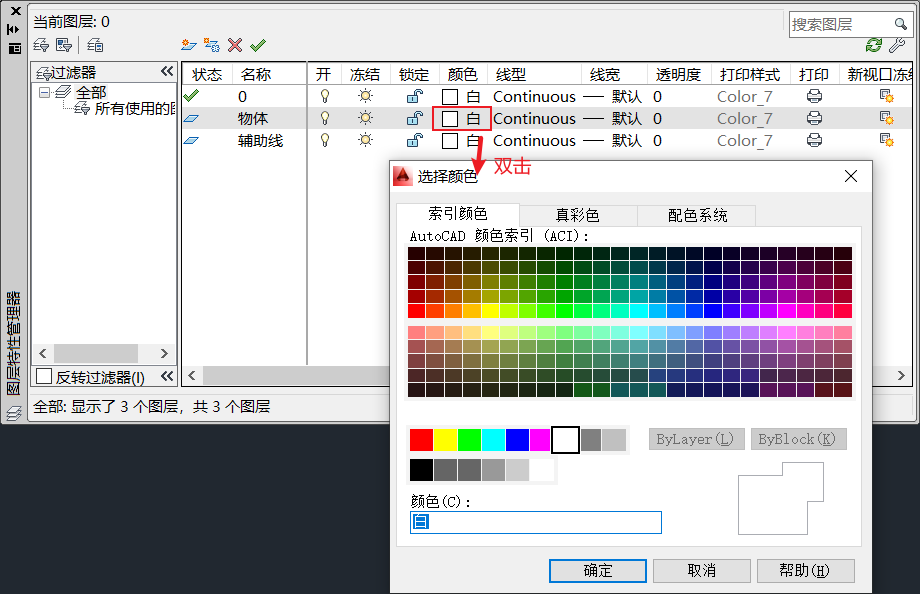 当前图层: 0
搜索图层
过滤器
状态 名称 开 冻结 锁定 颜色 线型 线宽 透明度 打印样式 打印 新视口冻结
全部
所有使用的图
0 白 Continuous 默认 0 Color_7
物体 白 Continuous 默认 0 Color_7
辅助线 白 Continuous 默认 0 Color_7
双击
选择颜色
索引颜色 真彩色 配色系统
AutoCAD 颜色索引 (ACI):
图层特性管理器
反转过滤器(I)
全部: 显示了 3 个图层，共 3 个图层
ByLayer(L) ByBlock(K)
颜色(C):
白
确定 取消 帮助(H)